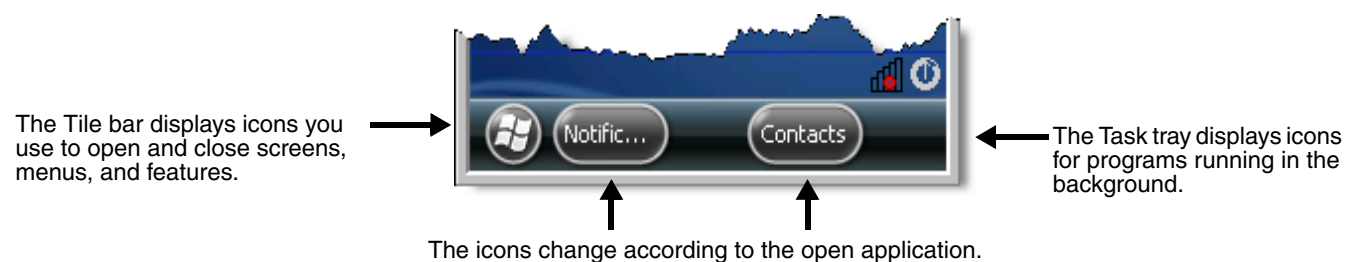 The Tile bar displays icons you
use to open and close screens,
menus, and features.
Notific...
Contacts
The Task tray displays icons
for programs running in the
background.
The icons change according to the open application.